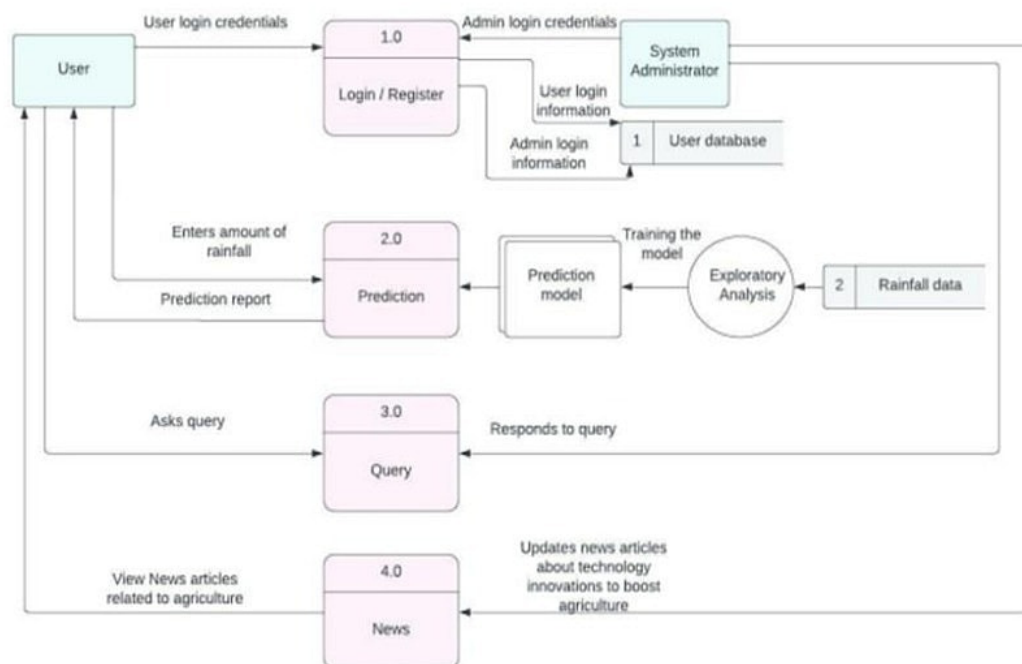 User login credentials
Admin login credentials
User
1.0
Login / Register
System
Administrator
User login
information
Admin login
information
1
User database
Enters amount of
rainfall
Prediction report
2.0
Prediction
Prediction
model
Training the
model
Exploratory
Analysis
2
Rainfall data
Asks query
3.0
Query
Responds to query
View News articles
related to agriculture
4.0
News
Updates news articles
about technology
innovations to boost
agriculture